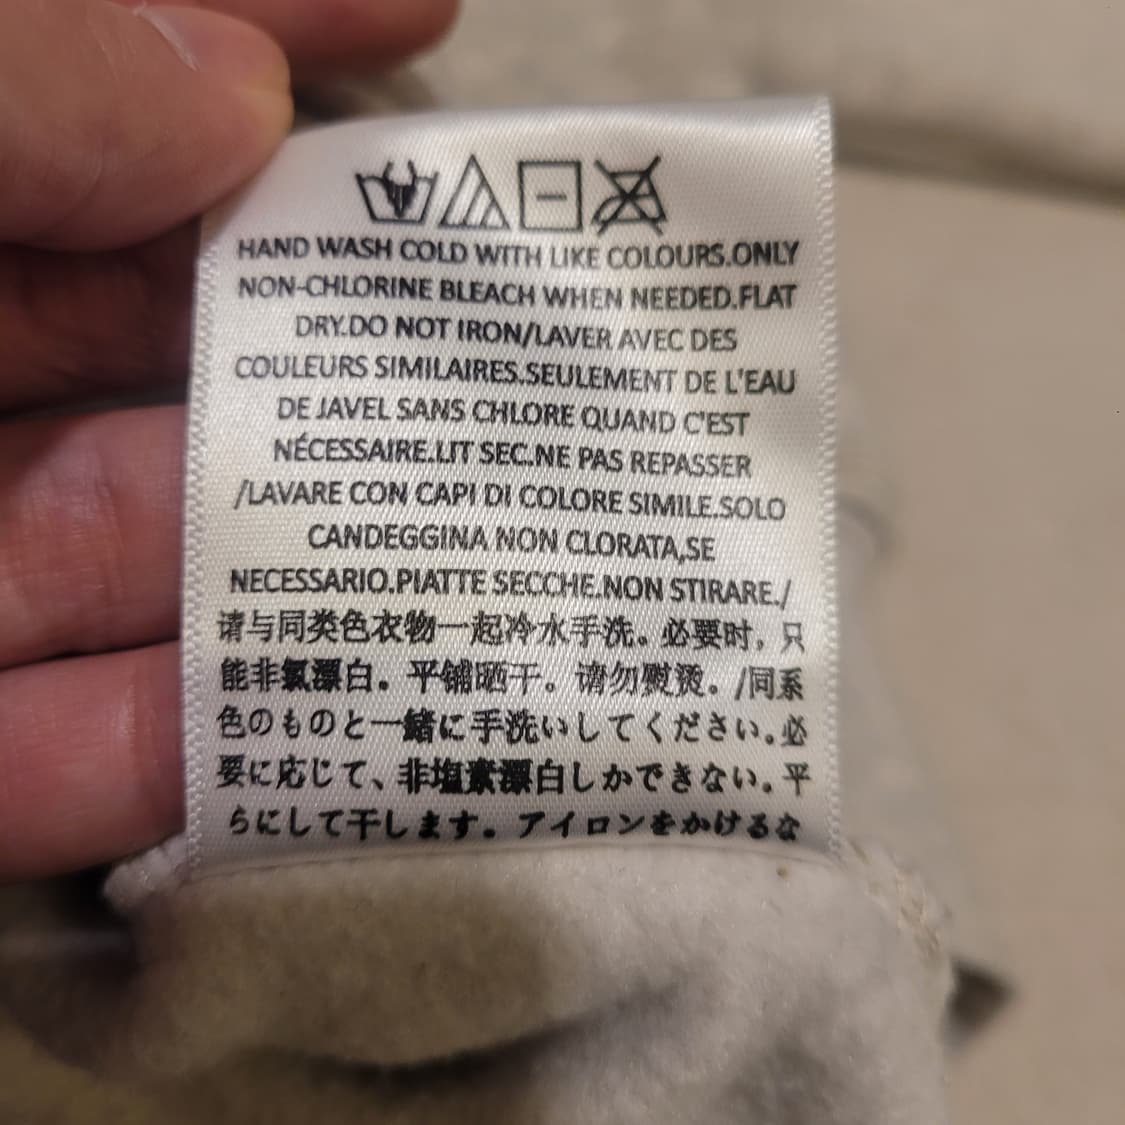 HAND WASH COLD WITH LIKE COLOURS.ONLY
NON-CHLORINE BLEACH WHEN NEEDED.FLAT
DRY.DO NOT IRON/LAVER AVEC DES
COULEURS SIMILAIRES.SEULEMENT DE L'EAU
DE JAVEL SANS CHLORE QUAND C'EST
NÉCESSAIRE.LIT SEC.NE PAS REPASSER
/LAVARE CON CAPI DI COLORE SIMILE.SOLO
CANDEGGINA NON CLORATA,SE
NECESSARIO.PIATTE SECCHE.NON STIRARE./
请与同类色衣物一起冷水手洗。必要时，只
能非氯漂白。平铺晒干。请勿熨烫。/同系
色のものと一緒に手洗いしてください。必
要に応じて、非塩素漂白しかできない。平
らにして干します。アイロンをかけるな